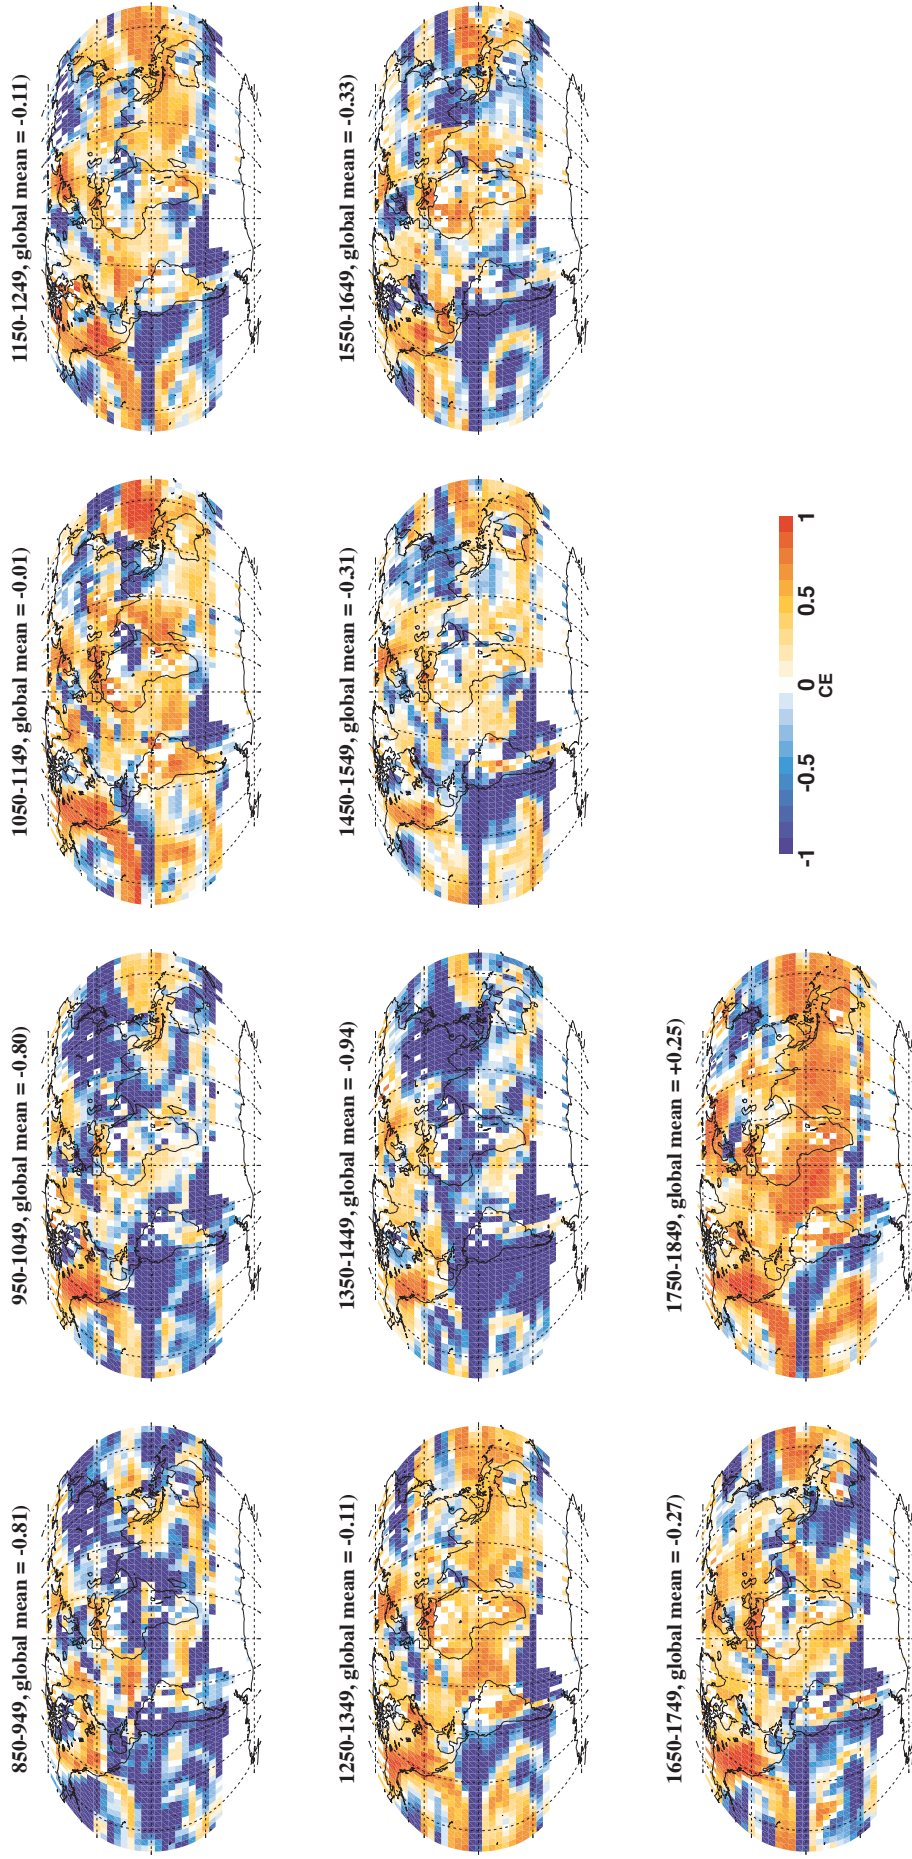 850-949, global mean = -0.81)
950-1049, global mean = -0.80)
1050-1149, global mean = -0.01)
1150-1249, global mean = -0.11)
1250-1349, global mean = -0.11)
1350-1449, global mean = -0.94)
1450-1549, global mean = -0.31)
1550-1649, global mean = -0.33)
1650-1749, global mean = -0.27)
1750-1849, global mean = +0.25)
-1 -0.5 0 0.5 1
CE